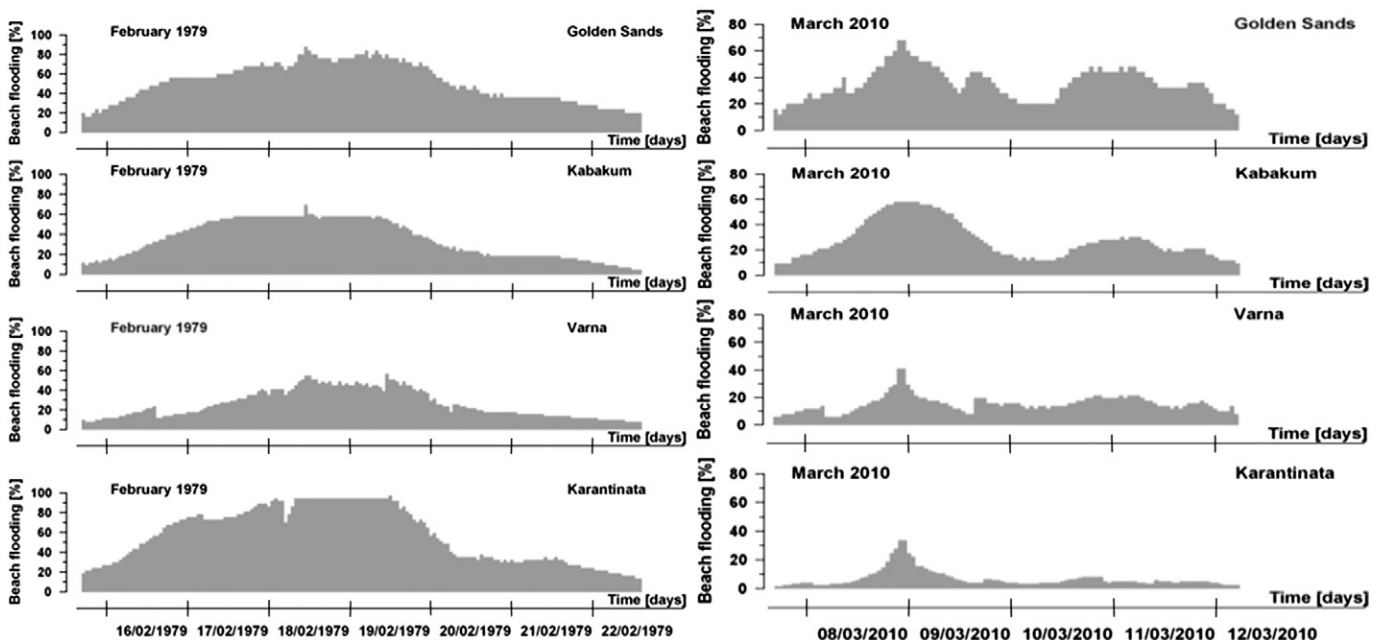 February 1979
Golden Sands
Beach flooding [%]
100
80
60
40
20
0
Time [days]
February 1979
Kabakum
Beach flooding [%]
100
80
60
40
20
0
Time [days]
February 1979
Varna
Beach flooding [%]
100
80
60
40
20
0
Time [days]
February 1979
Karantinata
Beach flooding [%]
100
80
60
40
20
0
Time [days]
16/02/1979 17/02/1979 18/02/1979 19/02/1979 20/02/1979 21/02/1979 22/02/1979
March 2010
Golden Sands
Beach flooding [%]
80
60
40
20
0
Time [days]
March 2010
Kabakum
Beach flooding [%]
80
60
40
20
0
Time [days]
March 2010
Varna
Beach flooding [%]
80
60
40
20
0
Time [days]
March 2010
Karantinata
Beach flooding [%]
80
60
40
20
0
Time [days]
08/03/2010 09/03/2010 10/03/2010 11/03/2010 12/03/2010